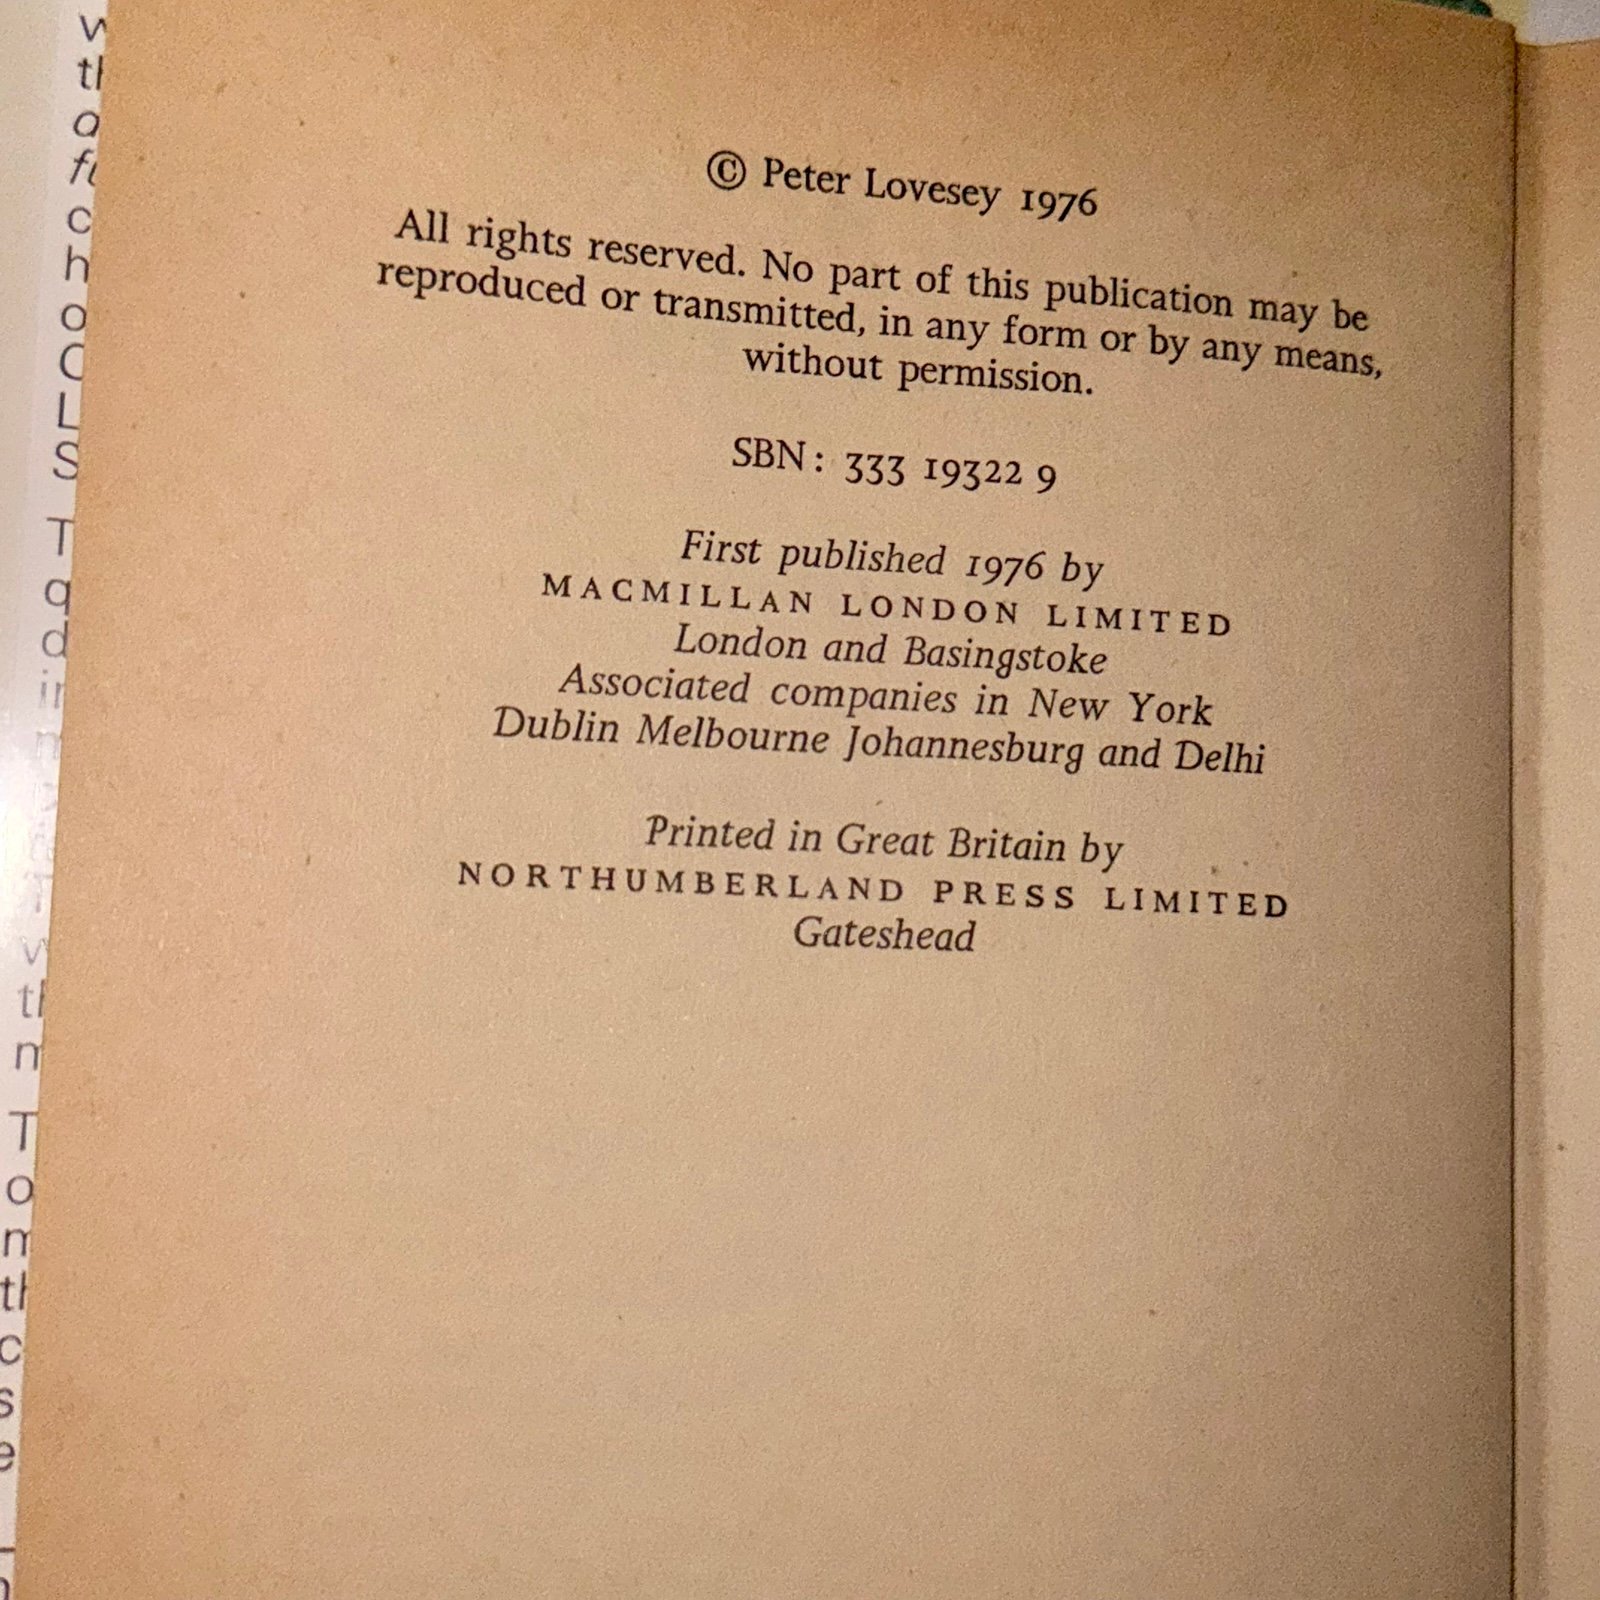 © Peter Lovesey 1976
All rights reserved. No part of this publication may be
reproduced or transmitted, in any form or by any means,
without permission.
SBN: 333 19322 9
First published 1976 by
MACMILLAN LONDON LIMITED
London and Basingstoke
Associated companies in New York
Dublin Melbourne Johannesburg and Delhi
Printed in Great Britain by
NORTHUMBERLAND PRESS LIMITED
Gateshead